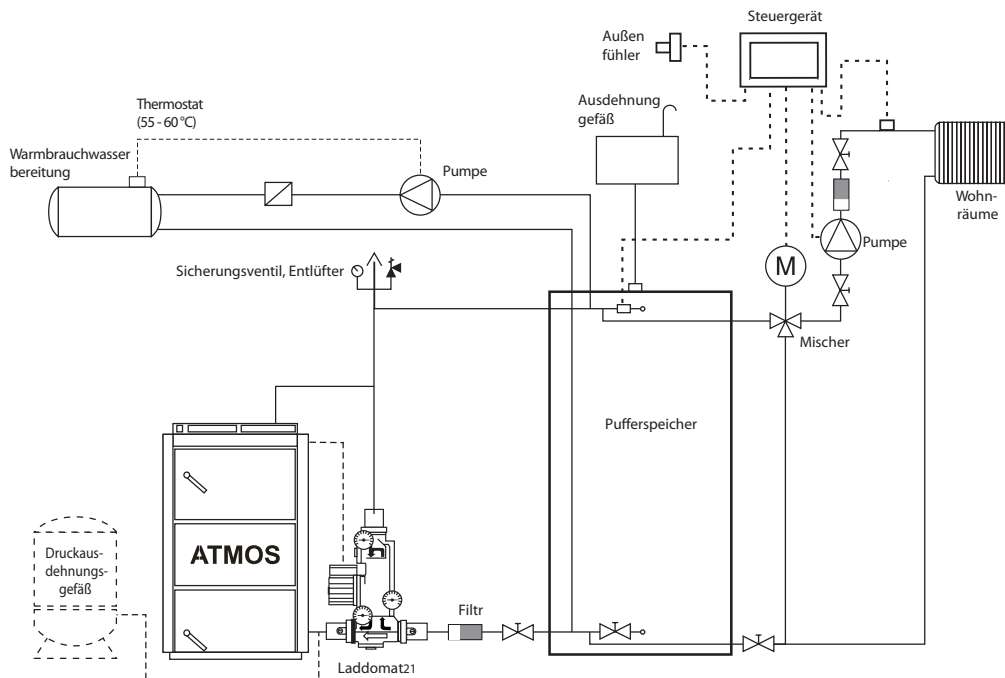 Steuergerät
Außen
fühler
Thermostat
(55 - 60 °C)
Ausdehnung
gefäß
Warmbrauchwasser
bereitung
Pumpe
Wohn-
räume
Pumpe
Sicherungsventil, Entlüfter
M
Mischer
Pufferspeicher
ATMOS
Druckaus-
dehnungs-
gefäß
Filtr
Laddomat21